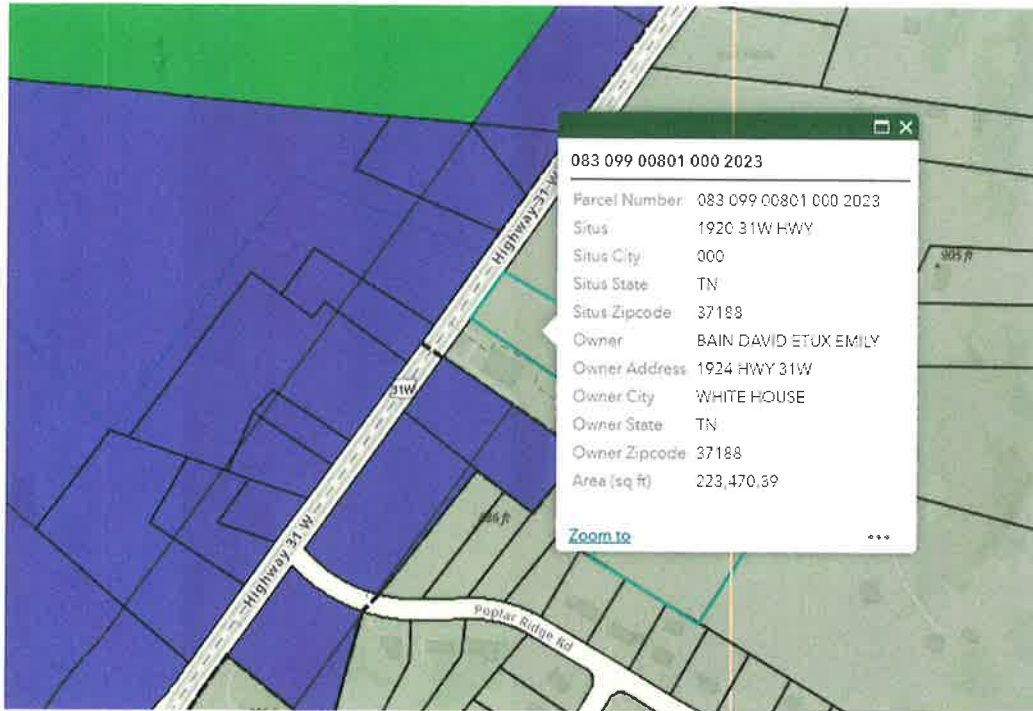 083 099 00801 000 2023
Parcel Number 083 099 00801 000 2023
Situs 1920 31W HWY
Situs City 000
Situs State TN
Situs Zipcode 37188
Owner BAIN DAVID ETUX EMILY
Owner Address 1924 HWY 31W
Owner City WHITE HOUSE
Owner State TN
Owner Zipcode 37188
Area (sq ft) 223,470.39
Zoom to
Highway 31 W
31W
Highway 31 W
Poplar Ridge Rd
ft
ft